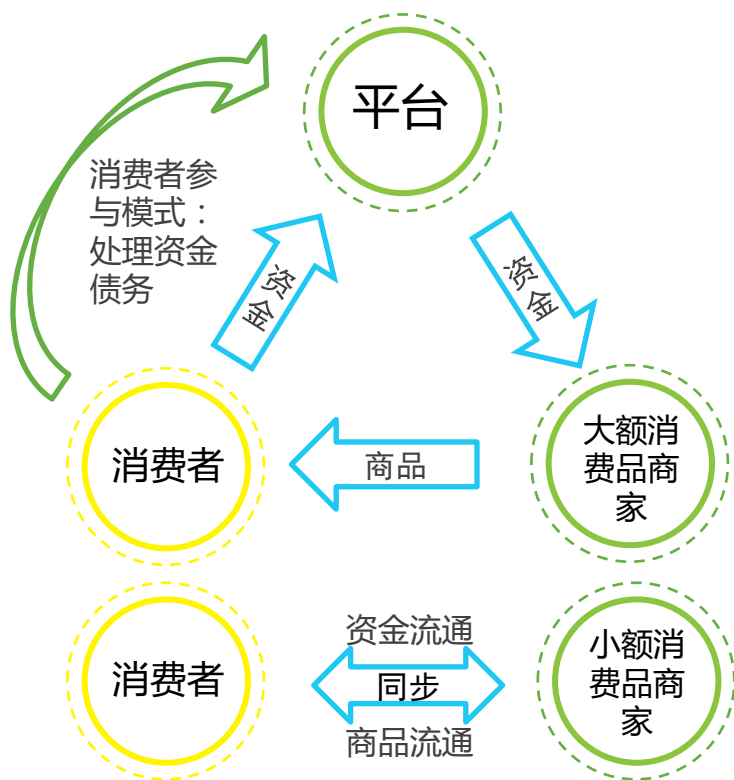 平台
消费者参
与模式：
处理资金
债务
资金
资金
消费者
商品
大额消
费品商
家
消费者
资金流通
同步
商品流通
小额消
费品商
家